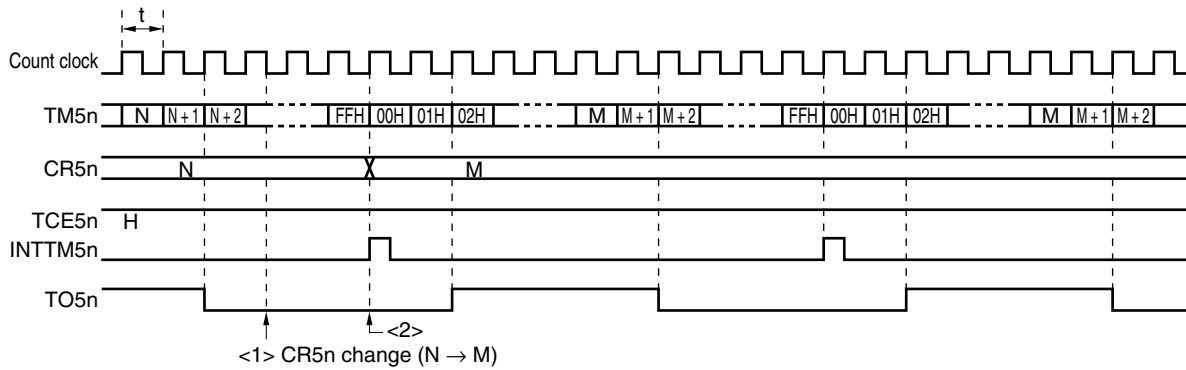 t
Count clock
TM5n N N + 1 N + 2 FFH 00H 01H 02H M M + 1 M + 2 FFH 00H 01H 02H M M + 1 M + 2
CR5n N M
TCE5n H
INTTM5n
TO5n
<2>
<1> CR5n change (N → M)